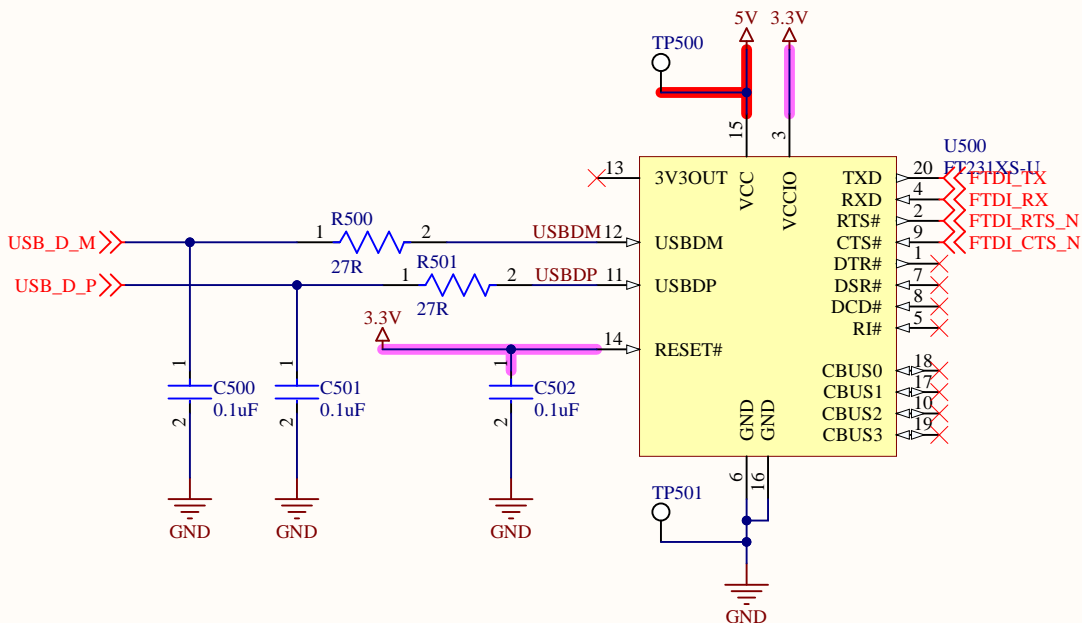 5V
3.3V
TP500
15
3
U500
FT231XS-U
13
3V3OUT
VCC
VCCIO
TXD
20
FTDI_TX
RXD
4
FTDI_RX
RTS#
2
FTDI_RTS_N
CTS#
9
FTDI_CTS_N
DTR#
1
DSR#
7
DCD#
8
RI#
5
USB_D_M
1
R500
2
27R
USBDM
12
USBDM
USB_D_P
1
R501
2
27R
USBDP
11
USBDP
3.3V
14
RESET#
CBUS0
18
CBUS1
17
CBUS2
10
CBUS3
19
1
C500
0.1uF
2
GND
1
C501
0.1uF
2
GND
1
C502
0.1uF
2
GND
GND
GND
6
16
TP501
GND